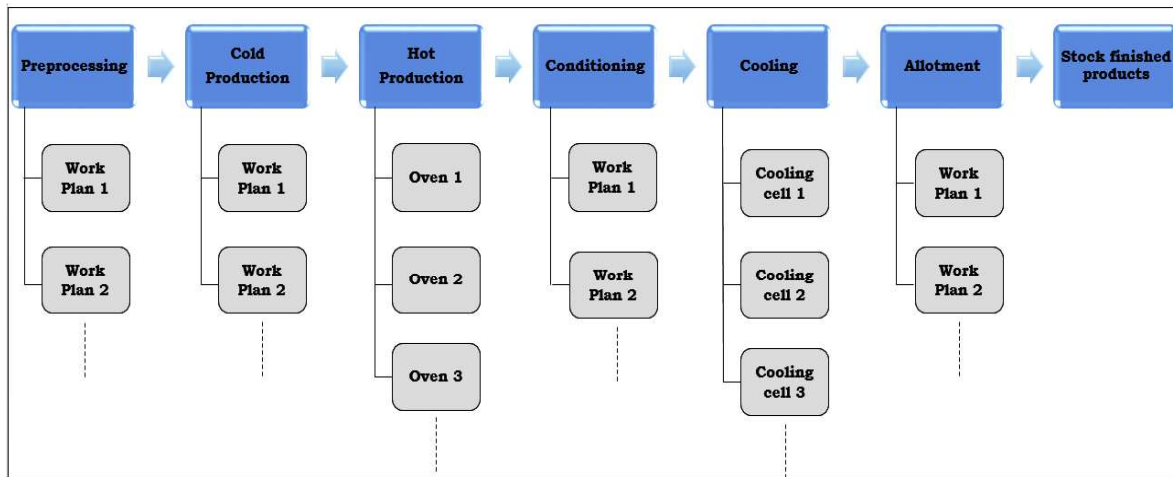 Preprocessing
Cold
Production
Hot
Production
Conditioning
Cooling
Allotment
Stock finished
products
Work
Plan 1
Work
Plan 2
Work
Plan 1
Work
Plan 2
Oven 1
Oven 2
Oven 3
Work
Plan 1
Work
Plan 2
Cooling
cell 1
Cooling
cell 2
Cooling
cell 3
Work
Plan 1
Work
Plan 2